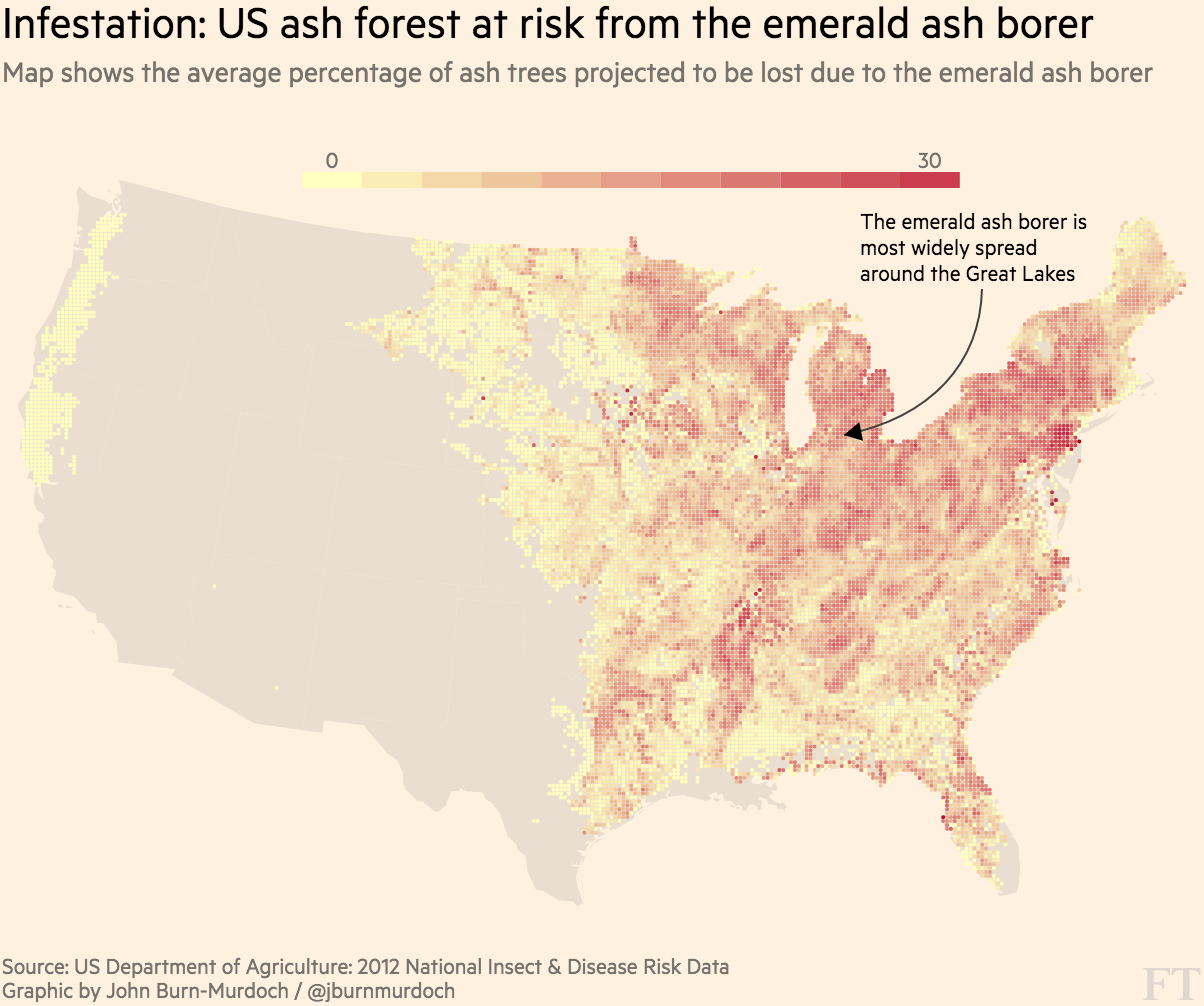 Infestation: US ash forest at risk from the emerald ash borer
Map shows the average percentage of ash trees projected to be lost due to the emerald ash borer
0 30
The emerald ash borer is
most widely spread
around the Great Lakes
Source: US Department of Agriculture: 2012 National Insect & Disease Risk Data
Graphic by John Burn-Murdoch / @jburnmurdoch
FT